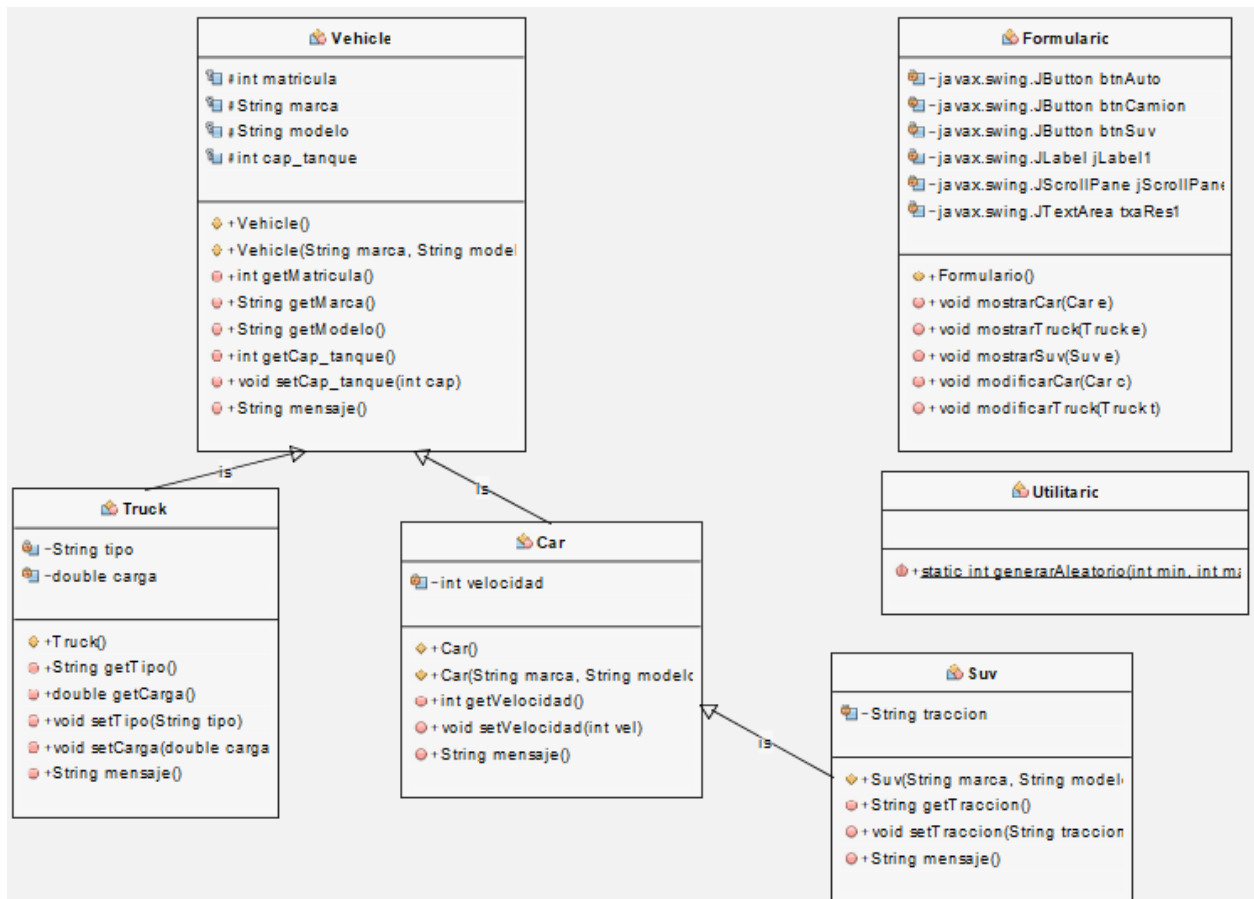 Vehicle
#int matricula
#String marca
#String modelo
#int cap_tanque
+Vehicle()
+Vehicle(String marca, String model
+int getMatricula()
+String getMarca()
+String getModelo()
+int getCap_tanque()
+void setCap_tanque(int cap)
+String mensaje()
Formularic
-javax.swing.JButton btnAuto
-javax.swing.JButton btnCamion
-javax.swing.JButton btnSuv
-javax.swing.JLabel jLabel1
-javax.swing.JScrollPane jScrollPane
-javax.swing.JTextArea txaRes1
+Formulario()
+void mostrarCar(Car e)
+void mostrarTruck(Truck e)
+void mostrarSuv(Suv e)
+void modificarCar(Car c)
+void modificarTruck(Truck t)
is
is
Truck
-String tipo
-double carga
+Truck()
+String getTipo()
+double getCarga()
+void setTipo(String tipo)
+void setCarga(double carga
+String mensaje()
Car
-int velocidad
+Car()
+Car(String marca, String modelo
+int getVelocidad()
+void setVelocidad(int vel)
+String mensaje()
Utilitaric
+static int generarAleatorio(int min, int ma
is
Suv
-String traccion
+Suv(String marca, String model
+String getTraccion()
+void setTraccion(String traccion
+String mensaje()